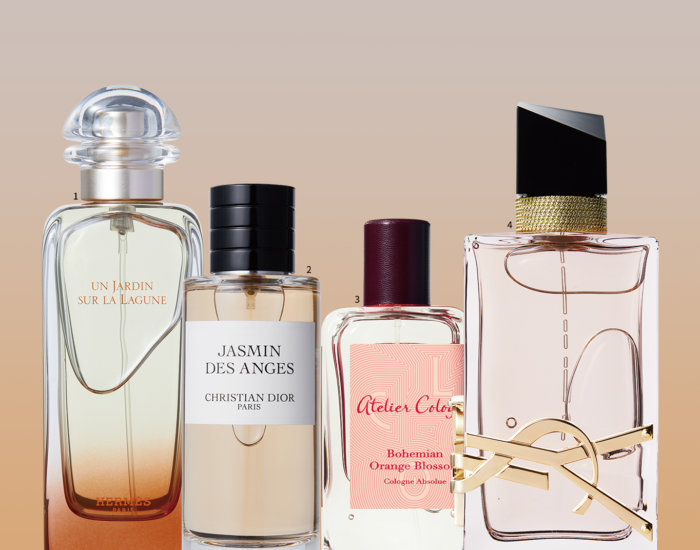 1
UN JARDIN
SUR LA LAGUNE
HERMÈS
PARIS
2
JASMIN
DES ANGES
CHRISTIAN DIOR
PARIS
3
Atelier Colog
Bohemian
Orange Blosso
Cologne Absolue
4